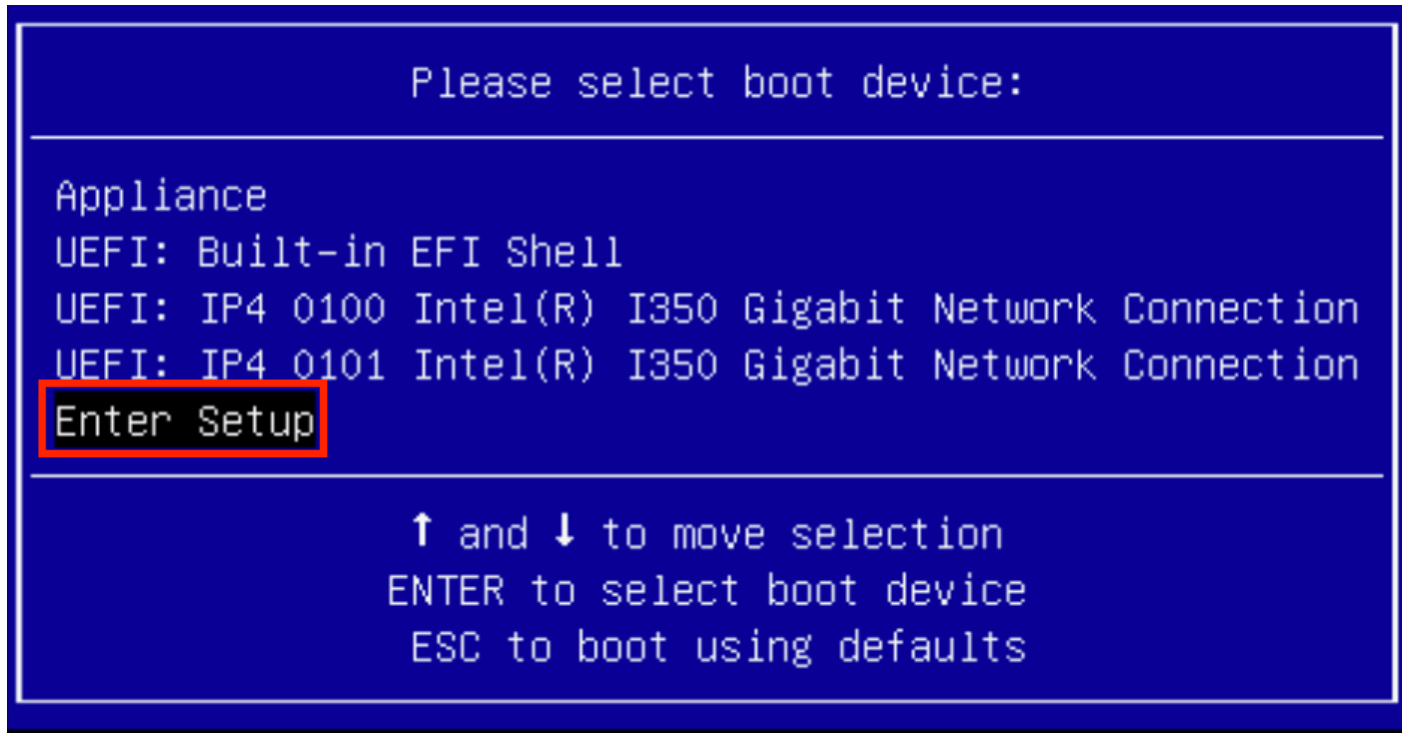 Please select boot device:
Appliance
UEFI: Built-in EFI Shell
UEFI: IP4 0100 Intel(R) I350 Gigabit Network Connection
UEFI: IP4 0101 Intel(R) I350 Gigabit Network Connection
Enter Setup
↑ and ↓ to move selection
ENTER to select boot device
ESC to boot using defaults